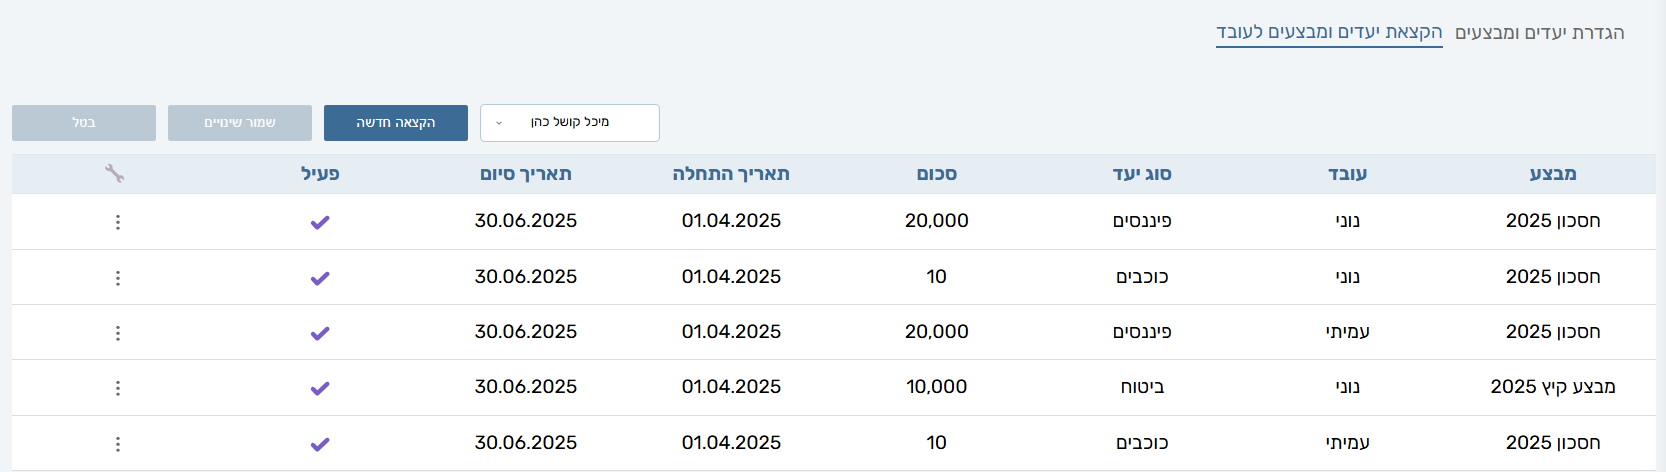 הגדרת יעדים ומבצעים הקצאת יעדים ומבצעים לעובד
מיכל קושל כהן הקצאה חדשה שמור שינויים בטל
מבצע עובד סוג יעד סכום תאריך התחלה תאריך סיום פעיל
חסכון 2025 נוני פיננסים 20,000 01.04.2025 30.06.2025
חסכון 2025 נוני כוכבים 10 01.04.2025 30.06.2025
חסכון 2025 עמיתי פיננסים 20,000 01.04.2025 30.06.2025
מבצע קיץ 2025 נוני ביטוח 10,000 01.04.2025 30.06.2025
חסכון 2025 עמיתי כוכבים 10 01.04.2025 30.06.2025